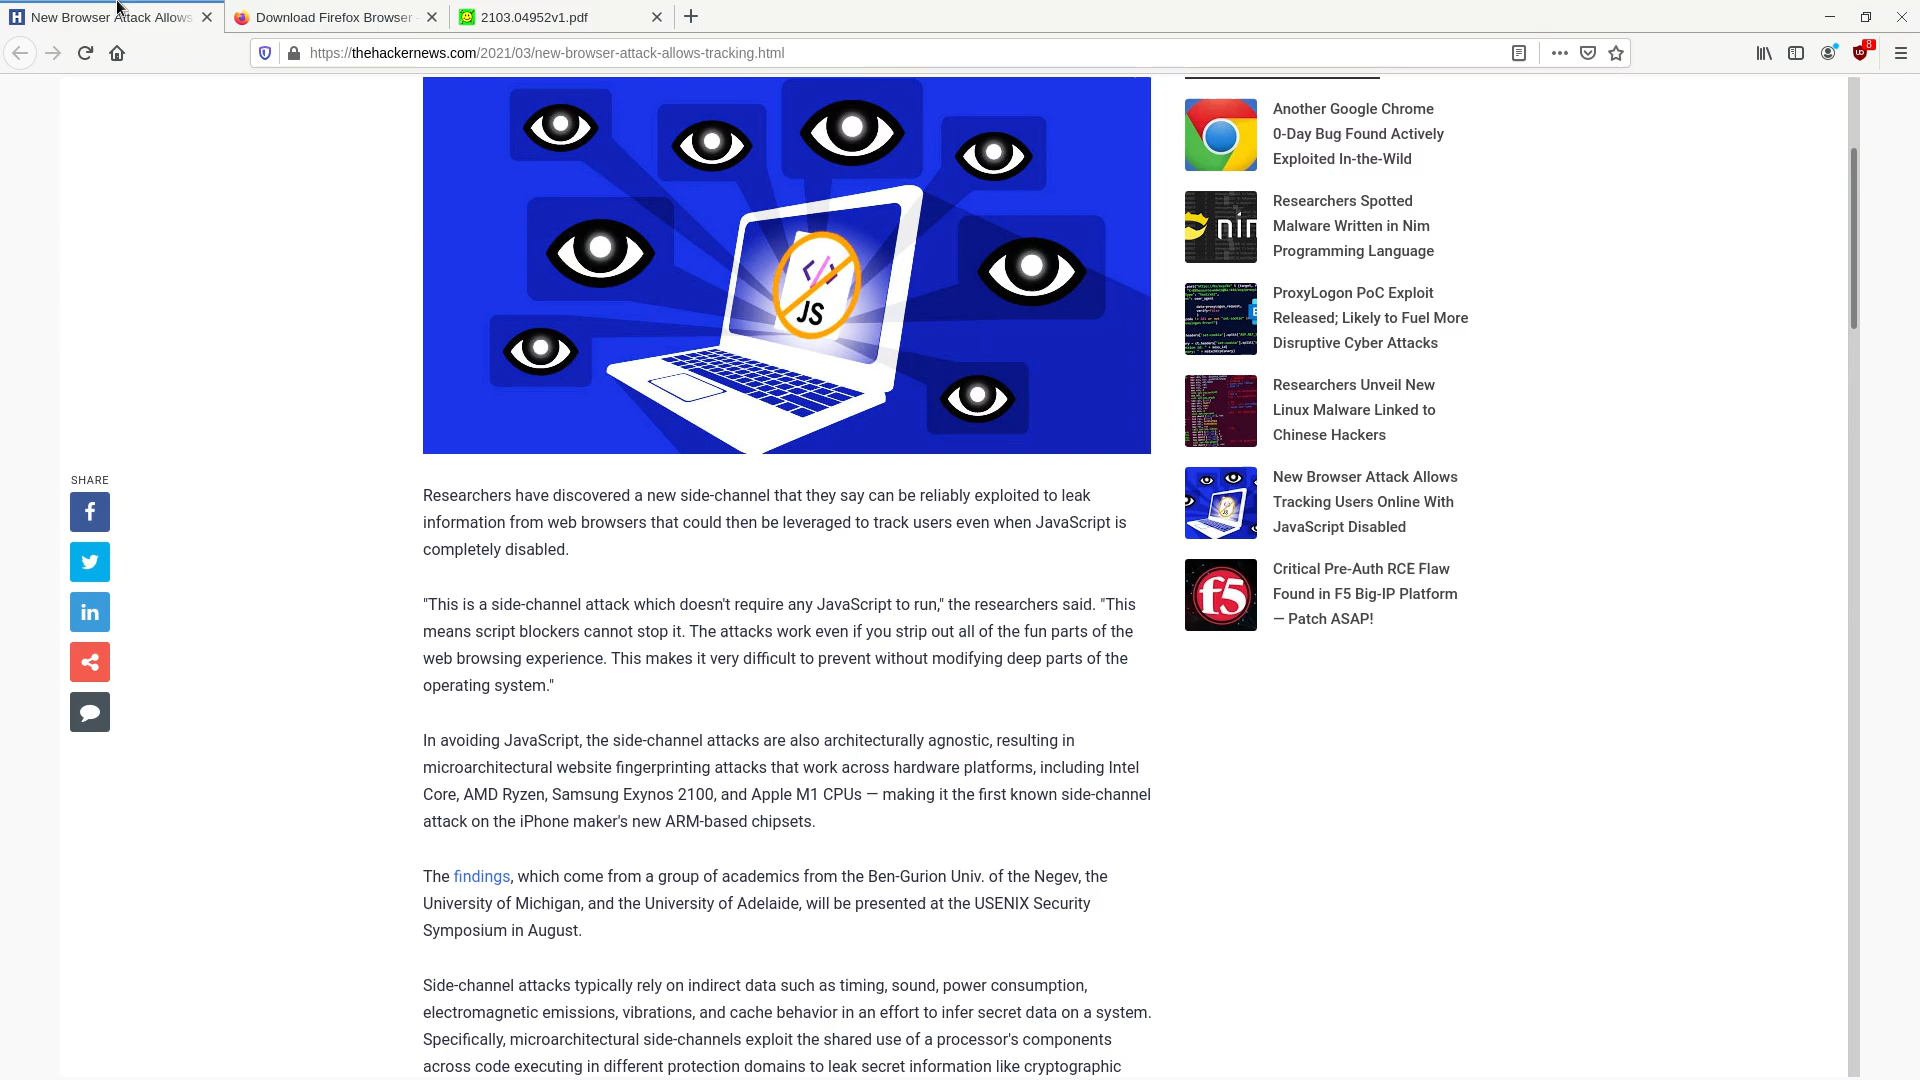 New Browser Attack Allows
Download Firefox Browser
2103.04952v1.pdf
https://thehackernews.com/2021/03/new-browser-attack-allows-tracking.html
8
JS
SHARE
Researchers have discovered a new side-channel that they say can be reliably exploited to leak
information from web browsers that could then be leveraged to track users even when JavaScript is
completely disabled.
"This is a side-channel attack which doesn't require any JavaScript to run," the researchers said. "This
means script blockers cannot stop it. The attacks work even if you strip out all of the fun parts of the
web browsing experience. This makes it very difficult to prevent without modifying deep parts of the
operating system."
In avoiding JavaScript, the side-channel attacks are also architecturally agnostic, resulting in
microarchitectural website fingerprinting attacks that work across hardware platforms, including Intel
Core, AMD Ryzen, Samsung Exynos 2100, and Apple M1 CPUs — making it the first known side-channel
attack on the iPhone maker's new ARM-based chipsets.
The findings, which come from a group of academics from the Ben-Gurion Univ. of the Negev, the
University of Michigan, and the University of Adelaide, will be presented at the USENIX Security
Symposium in August.
Side-channel attacks typically rely on indirect data such as timing, sound, power consumption,
electromagnetic emissions, vibrations, and cache behavior in an effort to infer secret data on a system.
Specifically, microarchitectural side-channels exploit the shared use of a processor's components
across code executing in different protection domains to leak secret information like cryptographic
Another Google Chrome
0-Day Bug Found Actively
Exploited In-the-Wild
Researchers Spotted
Malware Written in Nim
Programming Language
ProxyLogon PoC Exploit
Released; Likely to Fuel More
Disruptive Cyber Attacks
Researchers Unveil New
Linux Malware Linked to
Chinese Hackers
New Browser Attack Allows
Tracking Users Online With
JavaScript Disabled
f5
Critical Pre-Auth RCE Flaw
Found in F5 Big-IP Platform
— Patch ASAP!